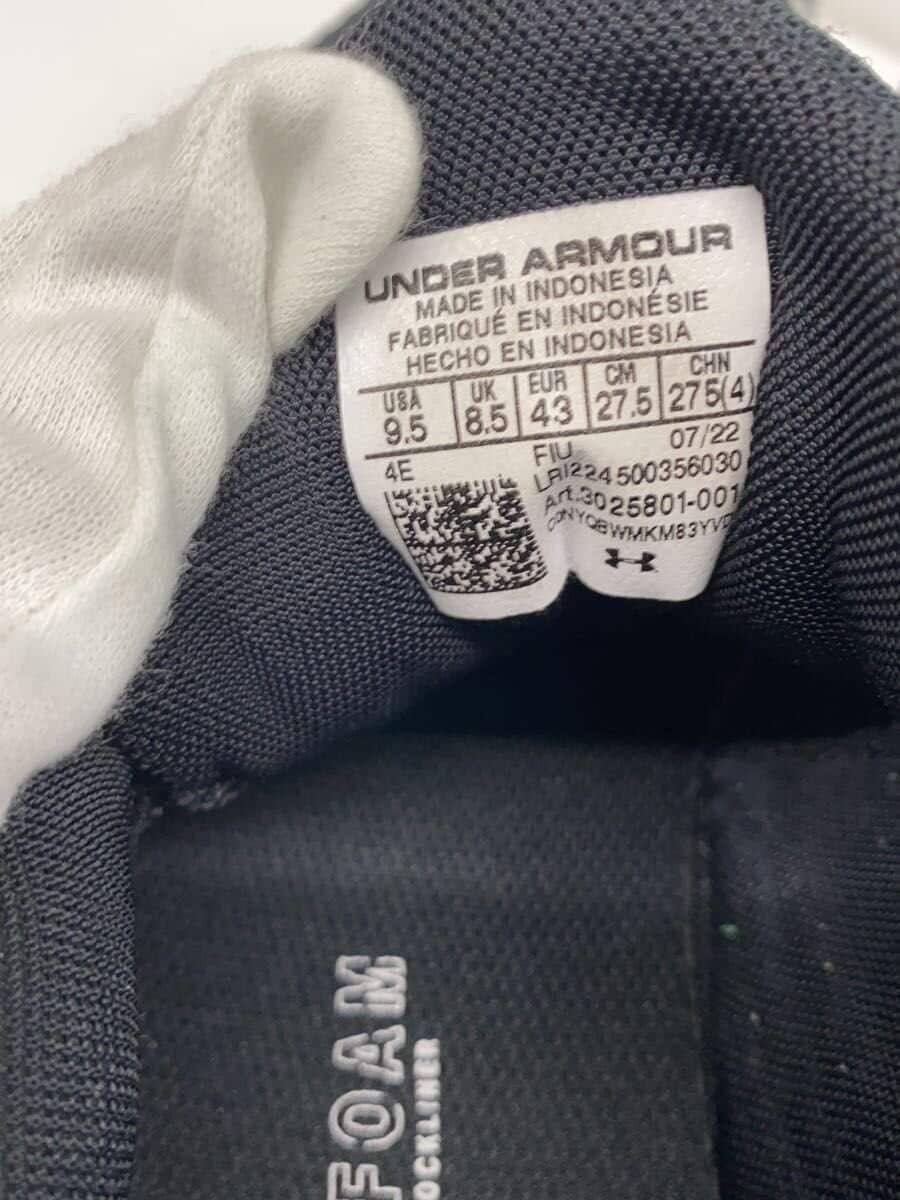 UNDER ARMOUR
MADE IN INDONESIA
FABRIQUÉ EN INDONÉSIE
HECHO EN INDONESIA
USA UK EUR CM CHN
9.5 8.5 43 27.5 275(4)
4E FIU 07/22
LRI224500356030
Art.:3025801-001
FOAM
OCKLINER